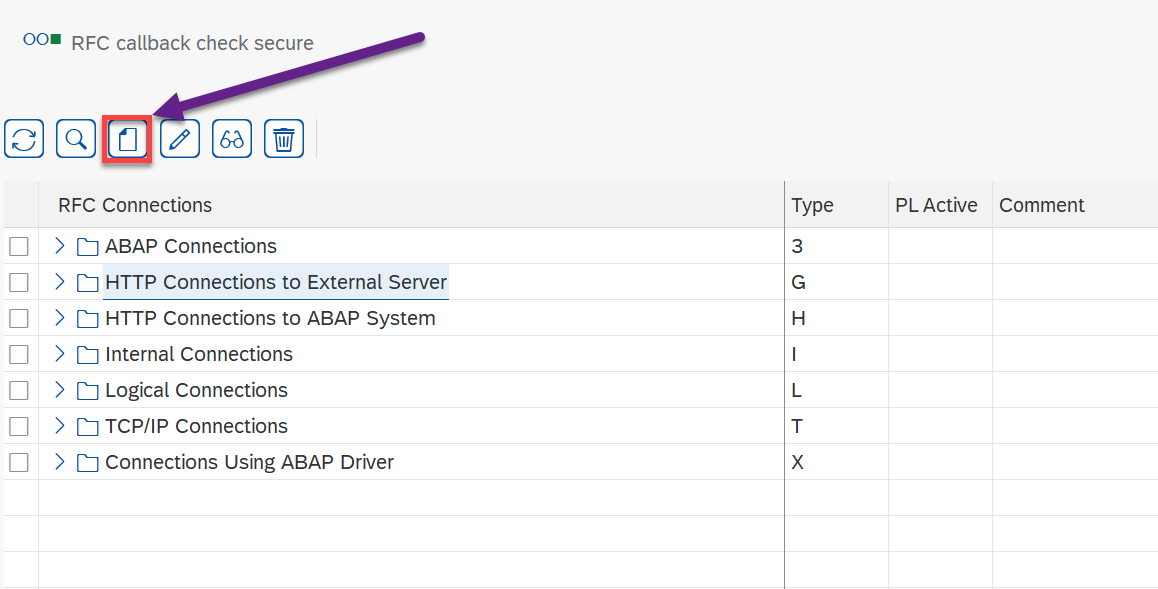 RFC callback check secure
RFC Connections Type PL Active Comment
ABAP Connections 3
HTTP Connections to External Server G
HTTP Connections to ABAP System H
Internal Connections I
Logical Connections L
TCP/IP Connections T
Connections Using ABAP Driver X